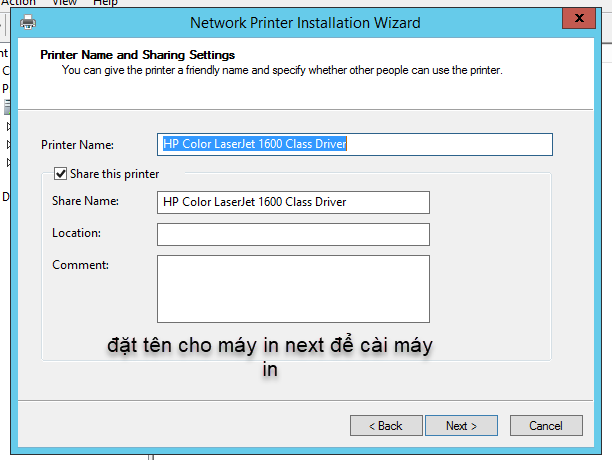 Action View Help
Network Printer Installation Wizard
x
Printer Name and Sharing Settings
You can give the printer a friendly name and specify whether other people can use the printer.
Printer Name: HP Color LaserJet 1600 Class Driver
Share this printer
Share Name: HP Color LaserJet 1600 Class Driver
Location:
Comment:
đặt tên cho máy in next để cài máy
in
< Back Next > Cancel